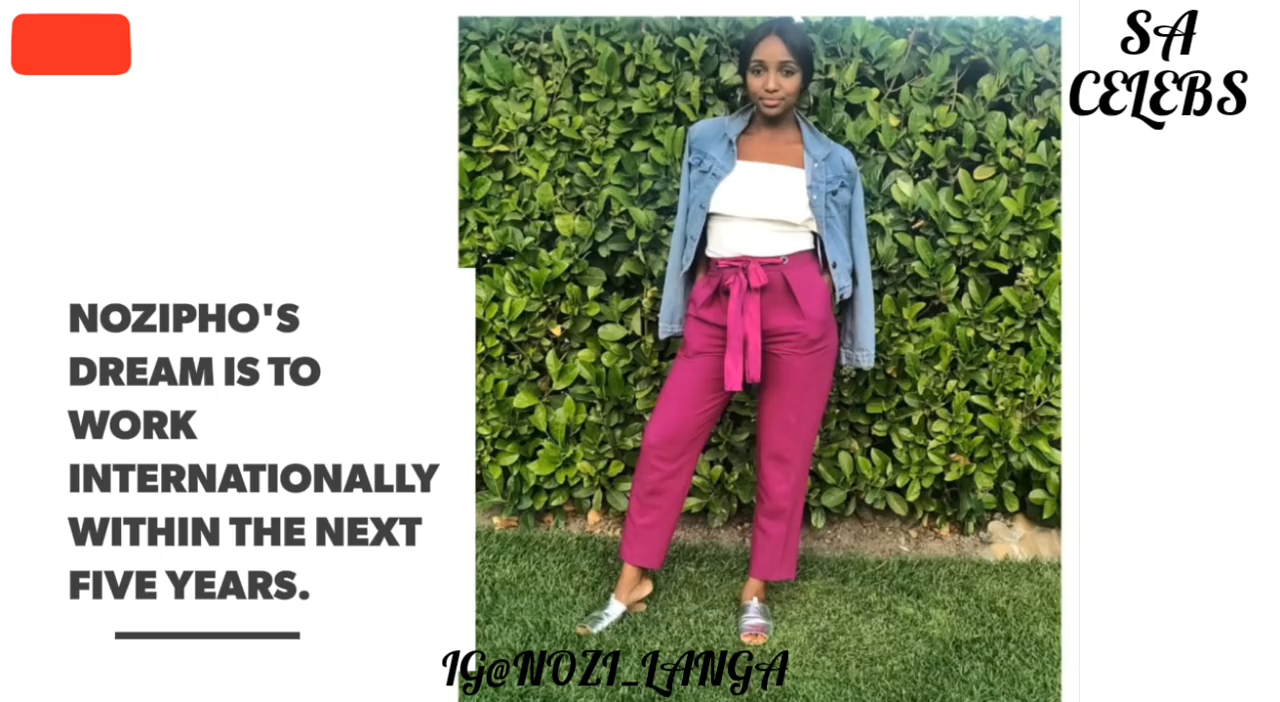 SA
CELEBS
NOZIPHO'S
DREAM IS TO
WORK
INTERNATIONALLY
WITHIN THE NEXT
FIVE YEARS.
IG@NOZI_LANGA